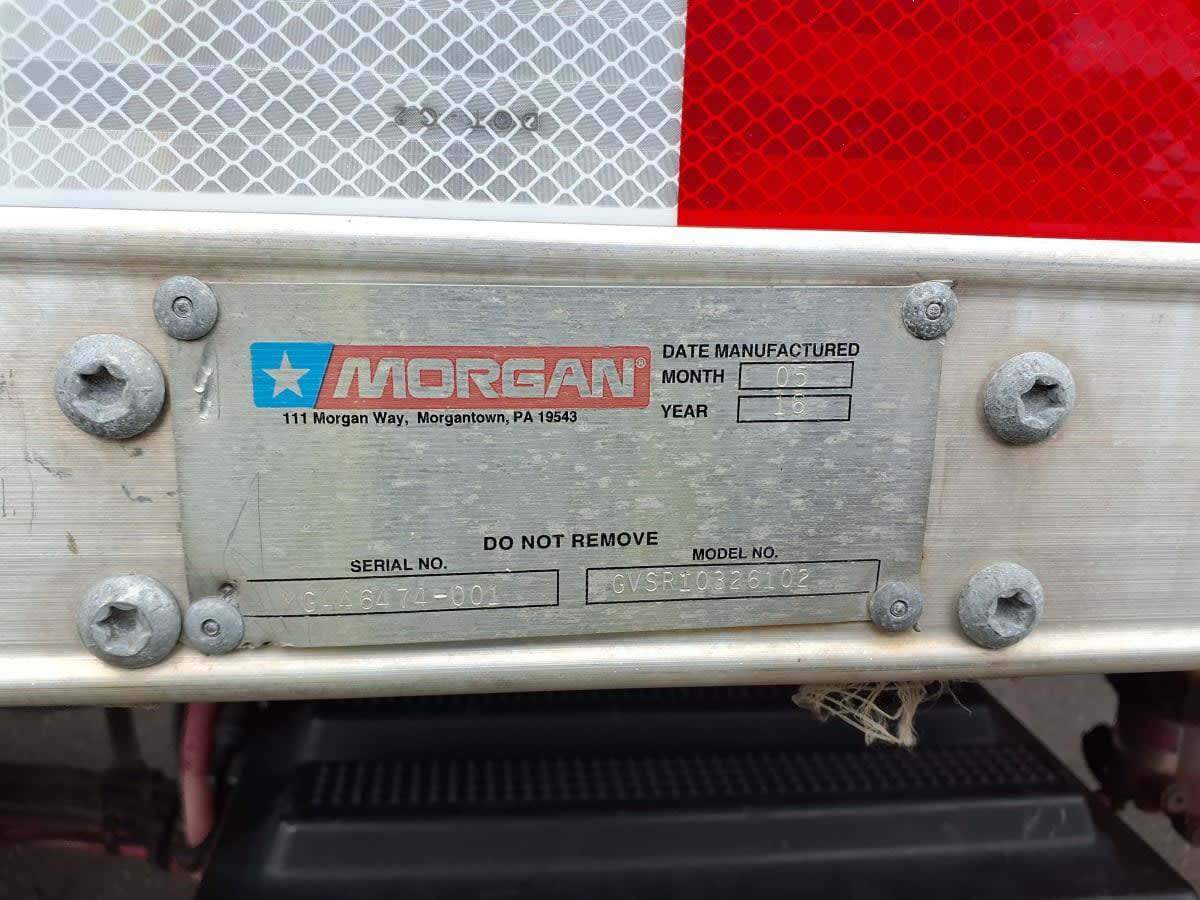 DOT-C2
MORGAN®
111 Morgan Way, Morgantown, PA 19543
DATE MANUFACTURED
MONTH 05
YEAR 16
DO NOT REMOVE
SERIAL NO.
MODEL NO.
GVSRI0326102